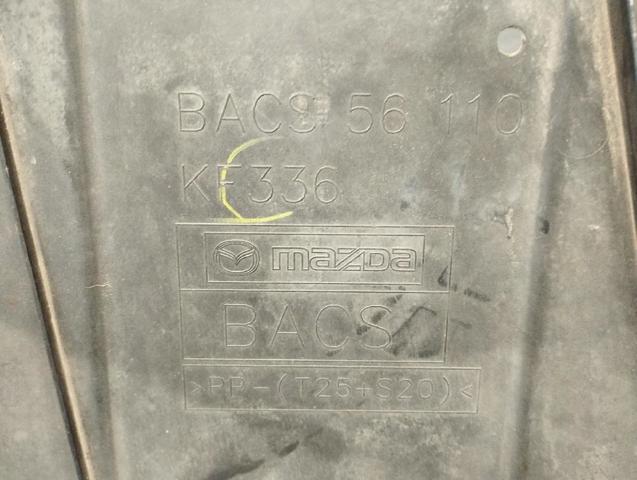 BACS 56 110
KF336
mazda
BACS
>PP-(T25+S20)<